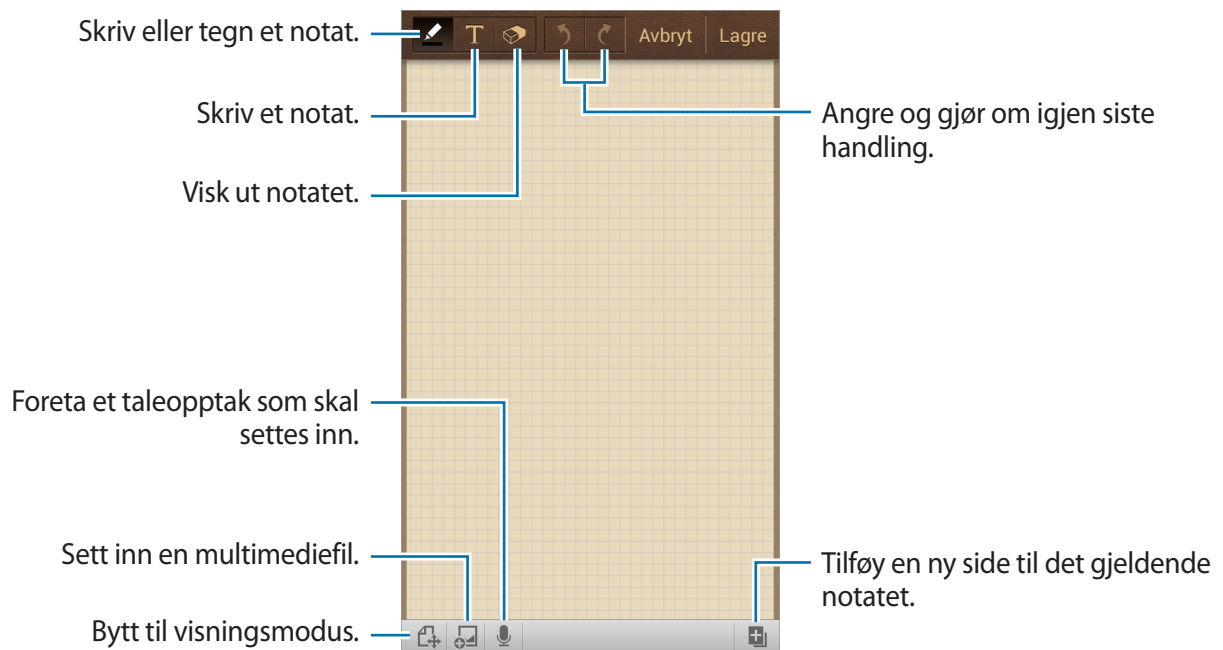 Skriv eller tegn et notat.
T
Avbryt
Lagre
Skriv et notat.
Angre og gjør om igjen siste
handling.
Visk ut notatet.
Foreta et taleopptak som skal
settes inn.
Sett inn en multimediefil.
Tilføy en ny side til det gjeldende
notatet.
Bytt til visningsmodus.